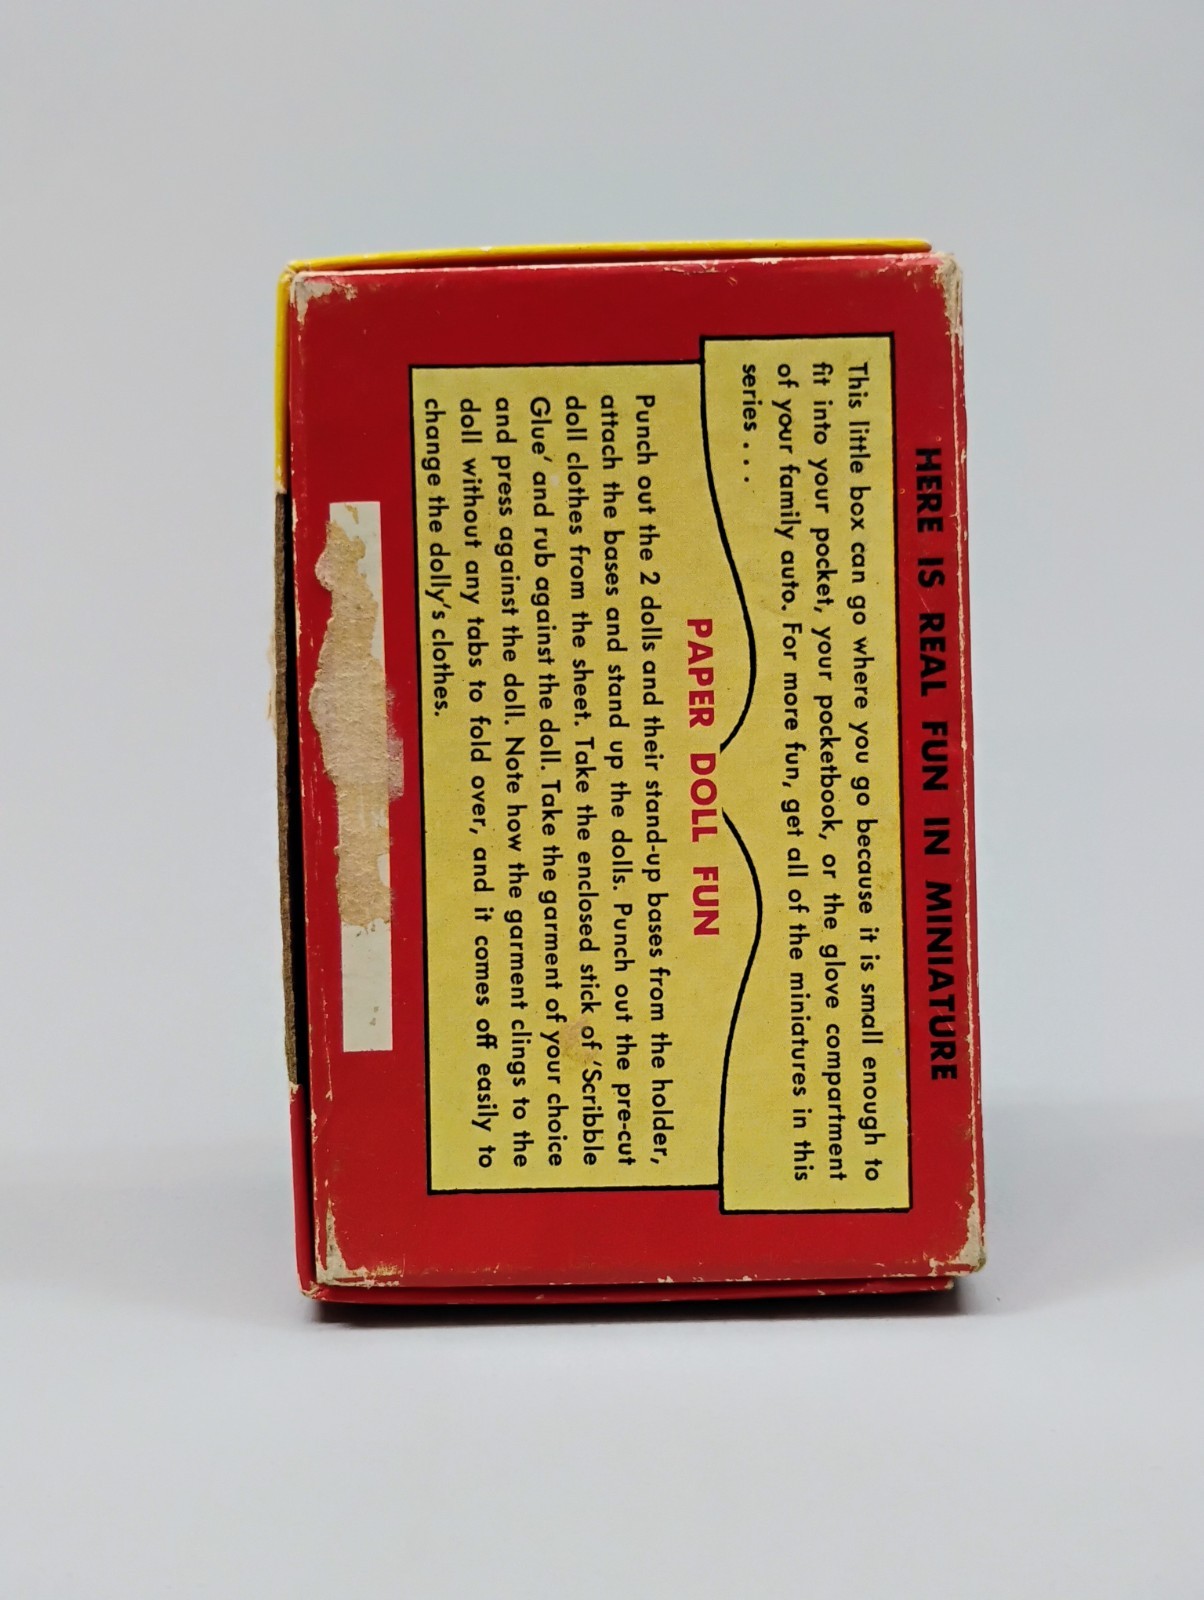 HERE IS REAL FUN IN MINIATURE
This little box can go where you go because it is small enough to
fit into your pocket, your pocketbook, or the glove compartment
of your family auto. For more fun, get all of the miniatures in this
series . . .
PAPER DOLL FUN
Punch out the 2 dolls and their stand-up bases from the holder,
attach the bases and stand up the dolls. Punch out the pre-cut
doll clothes from the sheet. Take the enclosed stick of 'Scribble
Glue' and rub against the doll. Take the garment of your choice
and press against the doll. Note how the garment clings to the
doll without any tabs to fold over, and it comes off easily to
change the dolly's clothes.